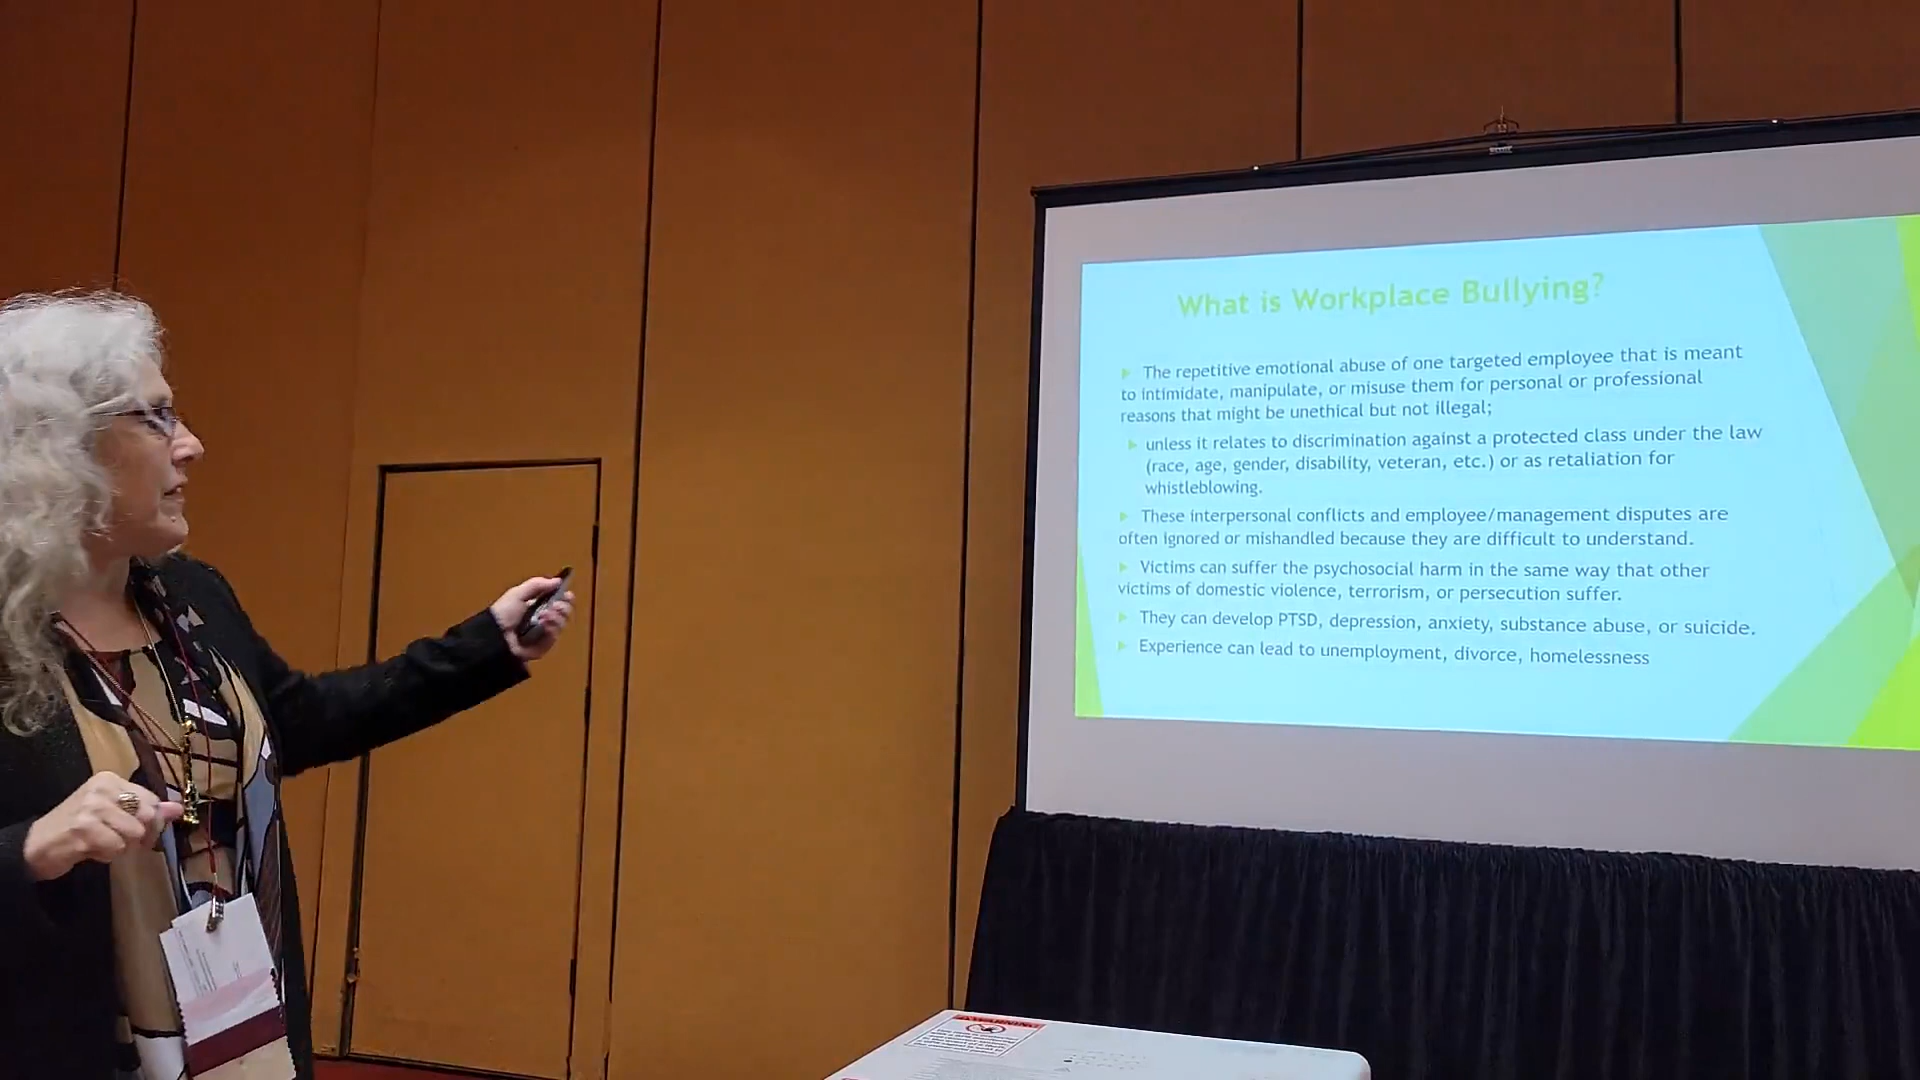 What is Workplace Bullying?
The repetitive emotional abuse of one targeted employee that is meant
to intimidate, manipulate, or misuse them for personal or professional
reasons that might be unethical but not illegal;
unless it relates to discrimination against a protected class under the law
(race, age, gender, disability, veteran, etc.) or as retaliation for
whistleblowing.
These interpersonal conflicts and employee/management disputes are
often ignored or mishandled because they are difficult to understand.
Victims can suffer the psychosocial harm in the same way that other
victims of domestic violence, terrorism, or persecution suffer.
They can develop PTSD, depression, anxiety, substance abuse, or suicide.
Experience can lead to unemployment, divorce, homelessness
WARNING